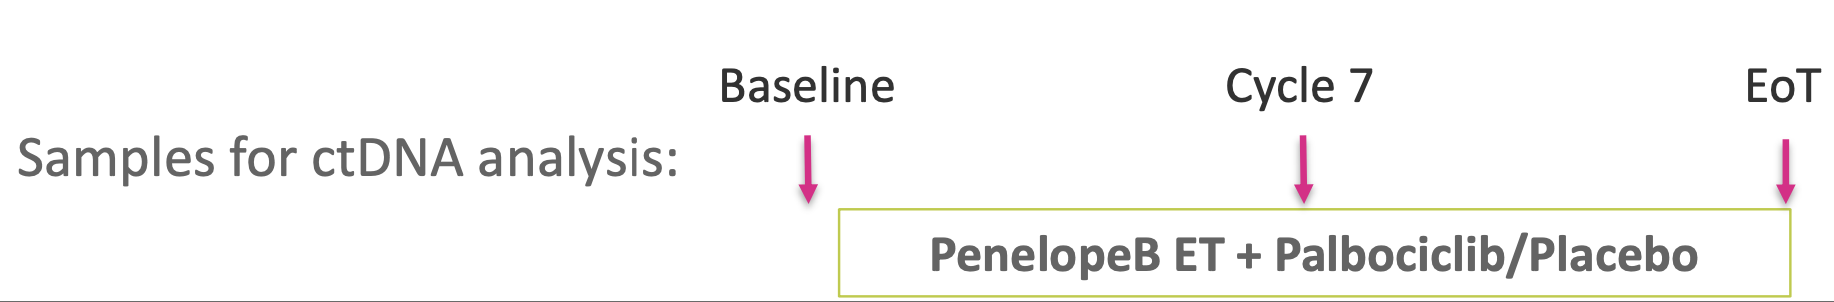 Baseline
Cycle 7
EoT
Samples for ctDNA analysis:
PenelopeB ET + Palbociclib/Placebo